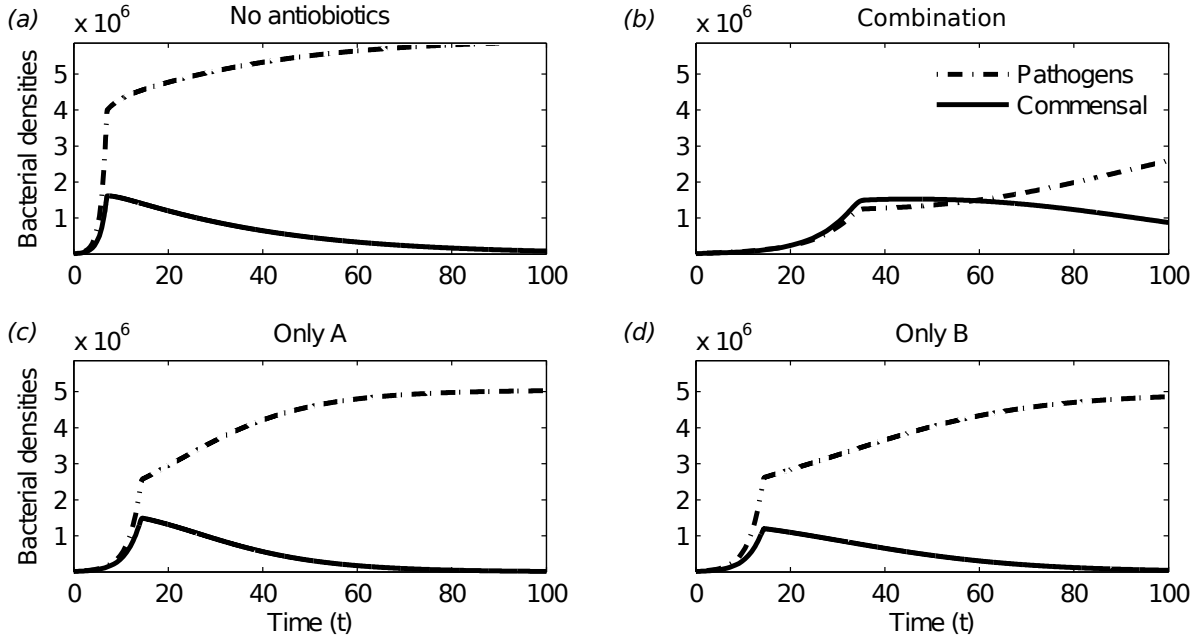 (a)
No antiobiotics
x 10^6
Bacterial densities
5
4
3
2
1
0 20 40 60 80 100
(b)
Combination
x 10^6
Pathogens
Commensal
5
4
3
2
1
0 20 40 60 80 100
(c)
Only A
x 10^6
Bacterial densities
5
4
3
2
1
0 20 40 60 80 100
Time (t)
(d)
Only B
x 10^6
5
4
3
2
1
0 20 40 60 80 100
Time (t)